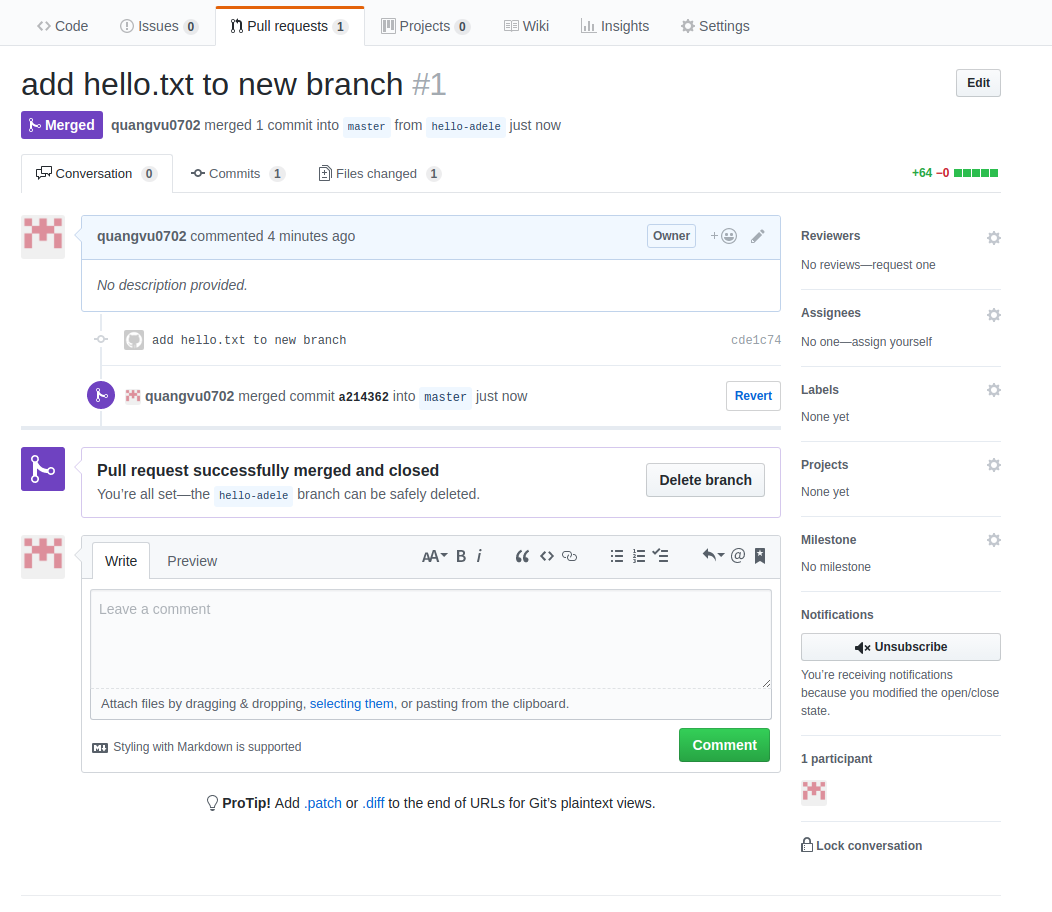 Code Issues 0 Pull requests 1 Projects 0 Wiki Insights Settings
add hello.txt to new branch #1 Edit
Merged quangvu0702 merged 1 commit into master from hello-adele just now
Conversation 0 Commits 1 Files changed 1 +64 −0
quangvu0702 commented 4 minutes ago Owner +
No description provided.
add hello.txt to new branch cde1c74
quangvu0702 merged commit a214362 into master just now Revert
Pull request successfully merged and closed
You’re all set—the hello-adele branch can be safely deleted.
Delete branch
Write Preview AA B i “ <> @
Leave a comment
Attach files by dragging & dropping, selecting them, or pasting from the clipboard.
M Styling with Markdown is supported Comment
ProTip! Add .patch or .diff to the end of URLs for Git’s plaintext views.
Reviewers
No reviews—request one
Assignees
No one—assign yourself
Labels
None yet
Projects
None yet
Milestone
No milestone
Notifications
Unsubscribe
You’re receiving notifications
because you modified the open/close
state.
1 participant
Lock conversation